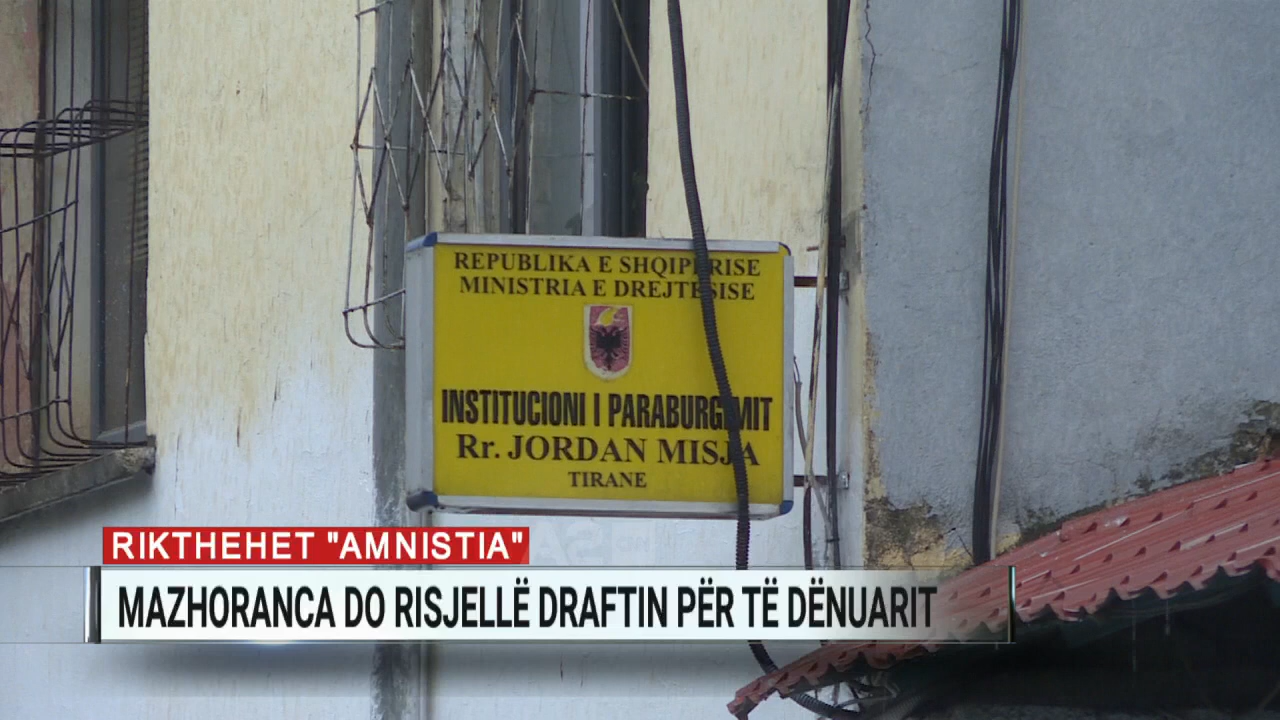 REPUBLIKA E SHQIPERISE
MINISTRIA E DREJTESISE
INSTITUCIONI I PARABURGIMIT
Rr. JORDAN MISJA
TIRANE
RIKTHEHET "AMNISTIA"
MAZHORANCA DO RISJELLË DRAFTIN PËR TË DËNUARIT